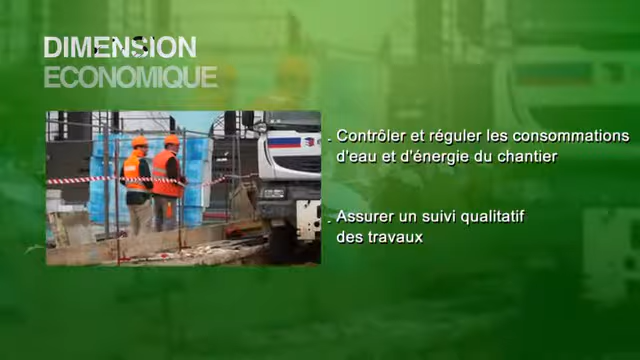 DIMENSION
ECONOMIQUE
. Contrôler et réguler les consommations
d'eau et d'énergie du chantier
. Assurer un suivi qualitatif
des travaux